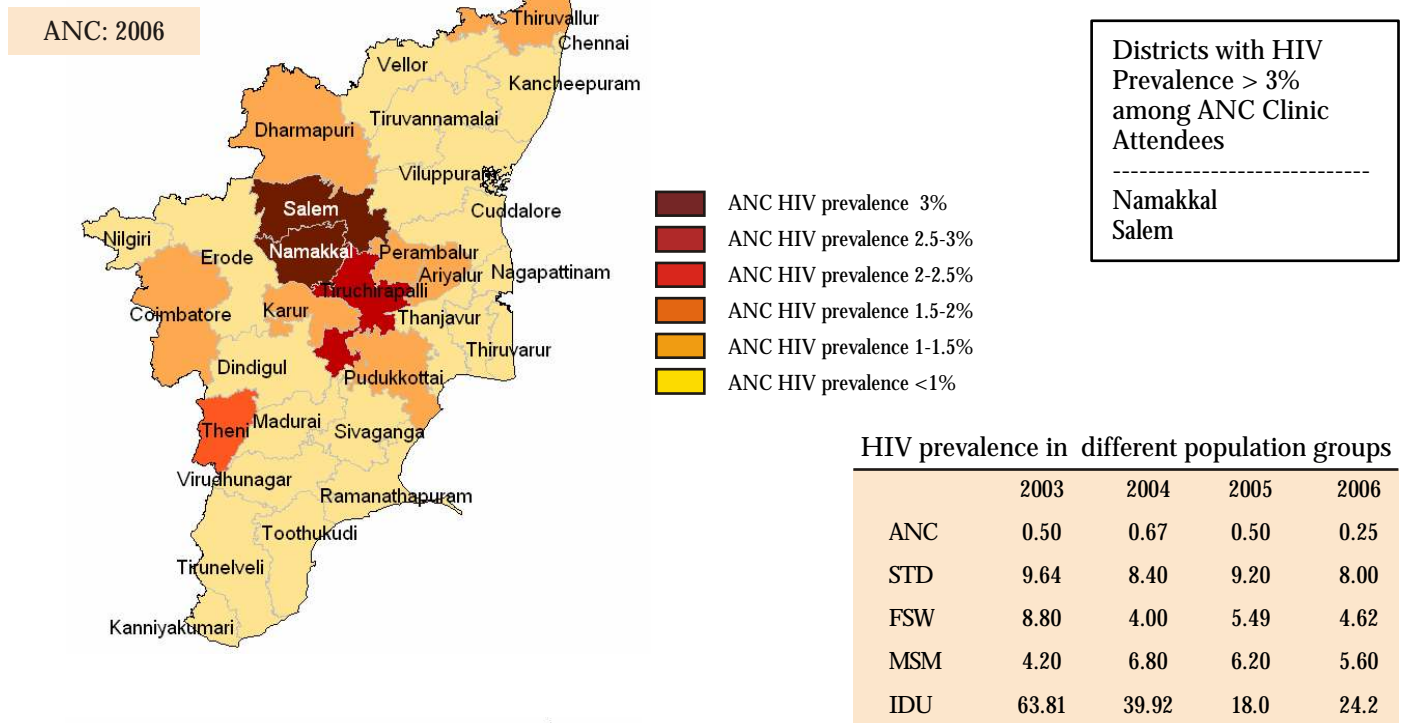 ANC: 2006
Thiruvallur
Chennai
Vellor
Kancheepuram
Tiruvannamalai
Dharmapuri
Viluppuram
Salem
Cuddalore
Nilgiri
Erode
Namakkal
Perambalur
Ariyalur
Nagapattinam
Tiruchirapalli
Coimbatore
Karur
Thanjavur
Thiruvarur
Dindigul
Pudukkottai
Theni
Madurai
Sivaganga
Virudhunagar
Ramanathapuram
Toothukudi
Tirunelveli
Kanniyakumari
ANC HIV prevalence 3%
ANC HIV prevalence 2.5-3%
ANC HIV prevalence 2-2.5%
ANC HIV prevalence 1.5-2%
ANC HIV prevalence 1-1.5%
ANC HIV prevalence <1%
Districts with HIV
Prevalence > 3%
among ANC Clinic
Attendees
-----------------------------
Namakkal
Salem
HIV prevalence in different population groups
2003 2004 2005 2006
ANC 0.50 0.67 0.50 0.25
STD 9.64 8.40 9.20 8.00
FSW 8.80 4.00 5.49 4.62
MSM 4.20 6.80 6.20 5.60
IDU 63.81 39.92 18.0 24.2